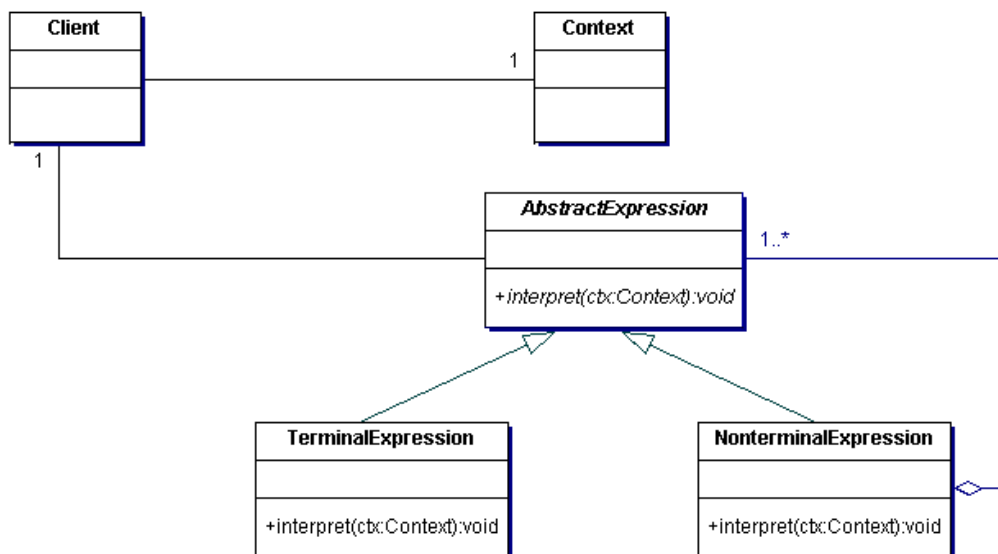 Client
Context
1
1
AbstractExpression
1..*
+interpret(ctx:Context):void
TerminalExpression
NonterminalExpression
+interpret(ctx:Context):void
+interpret(ctx:Context):void